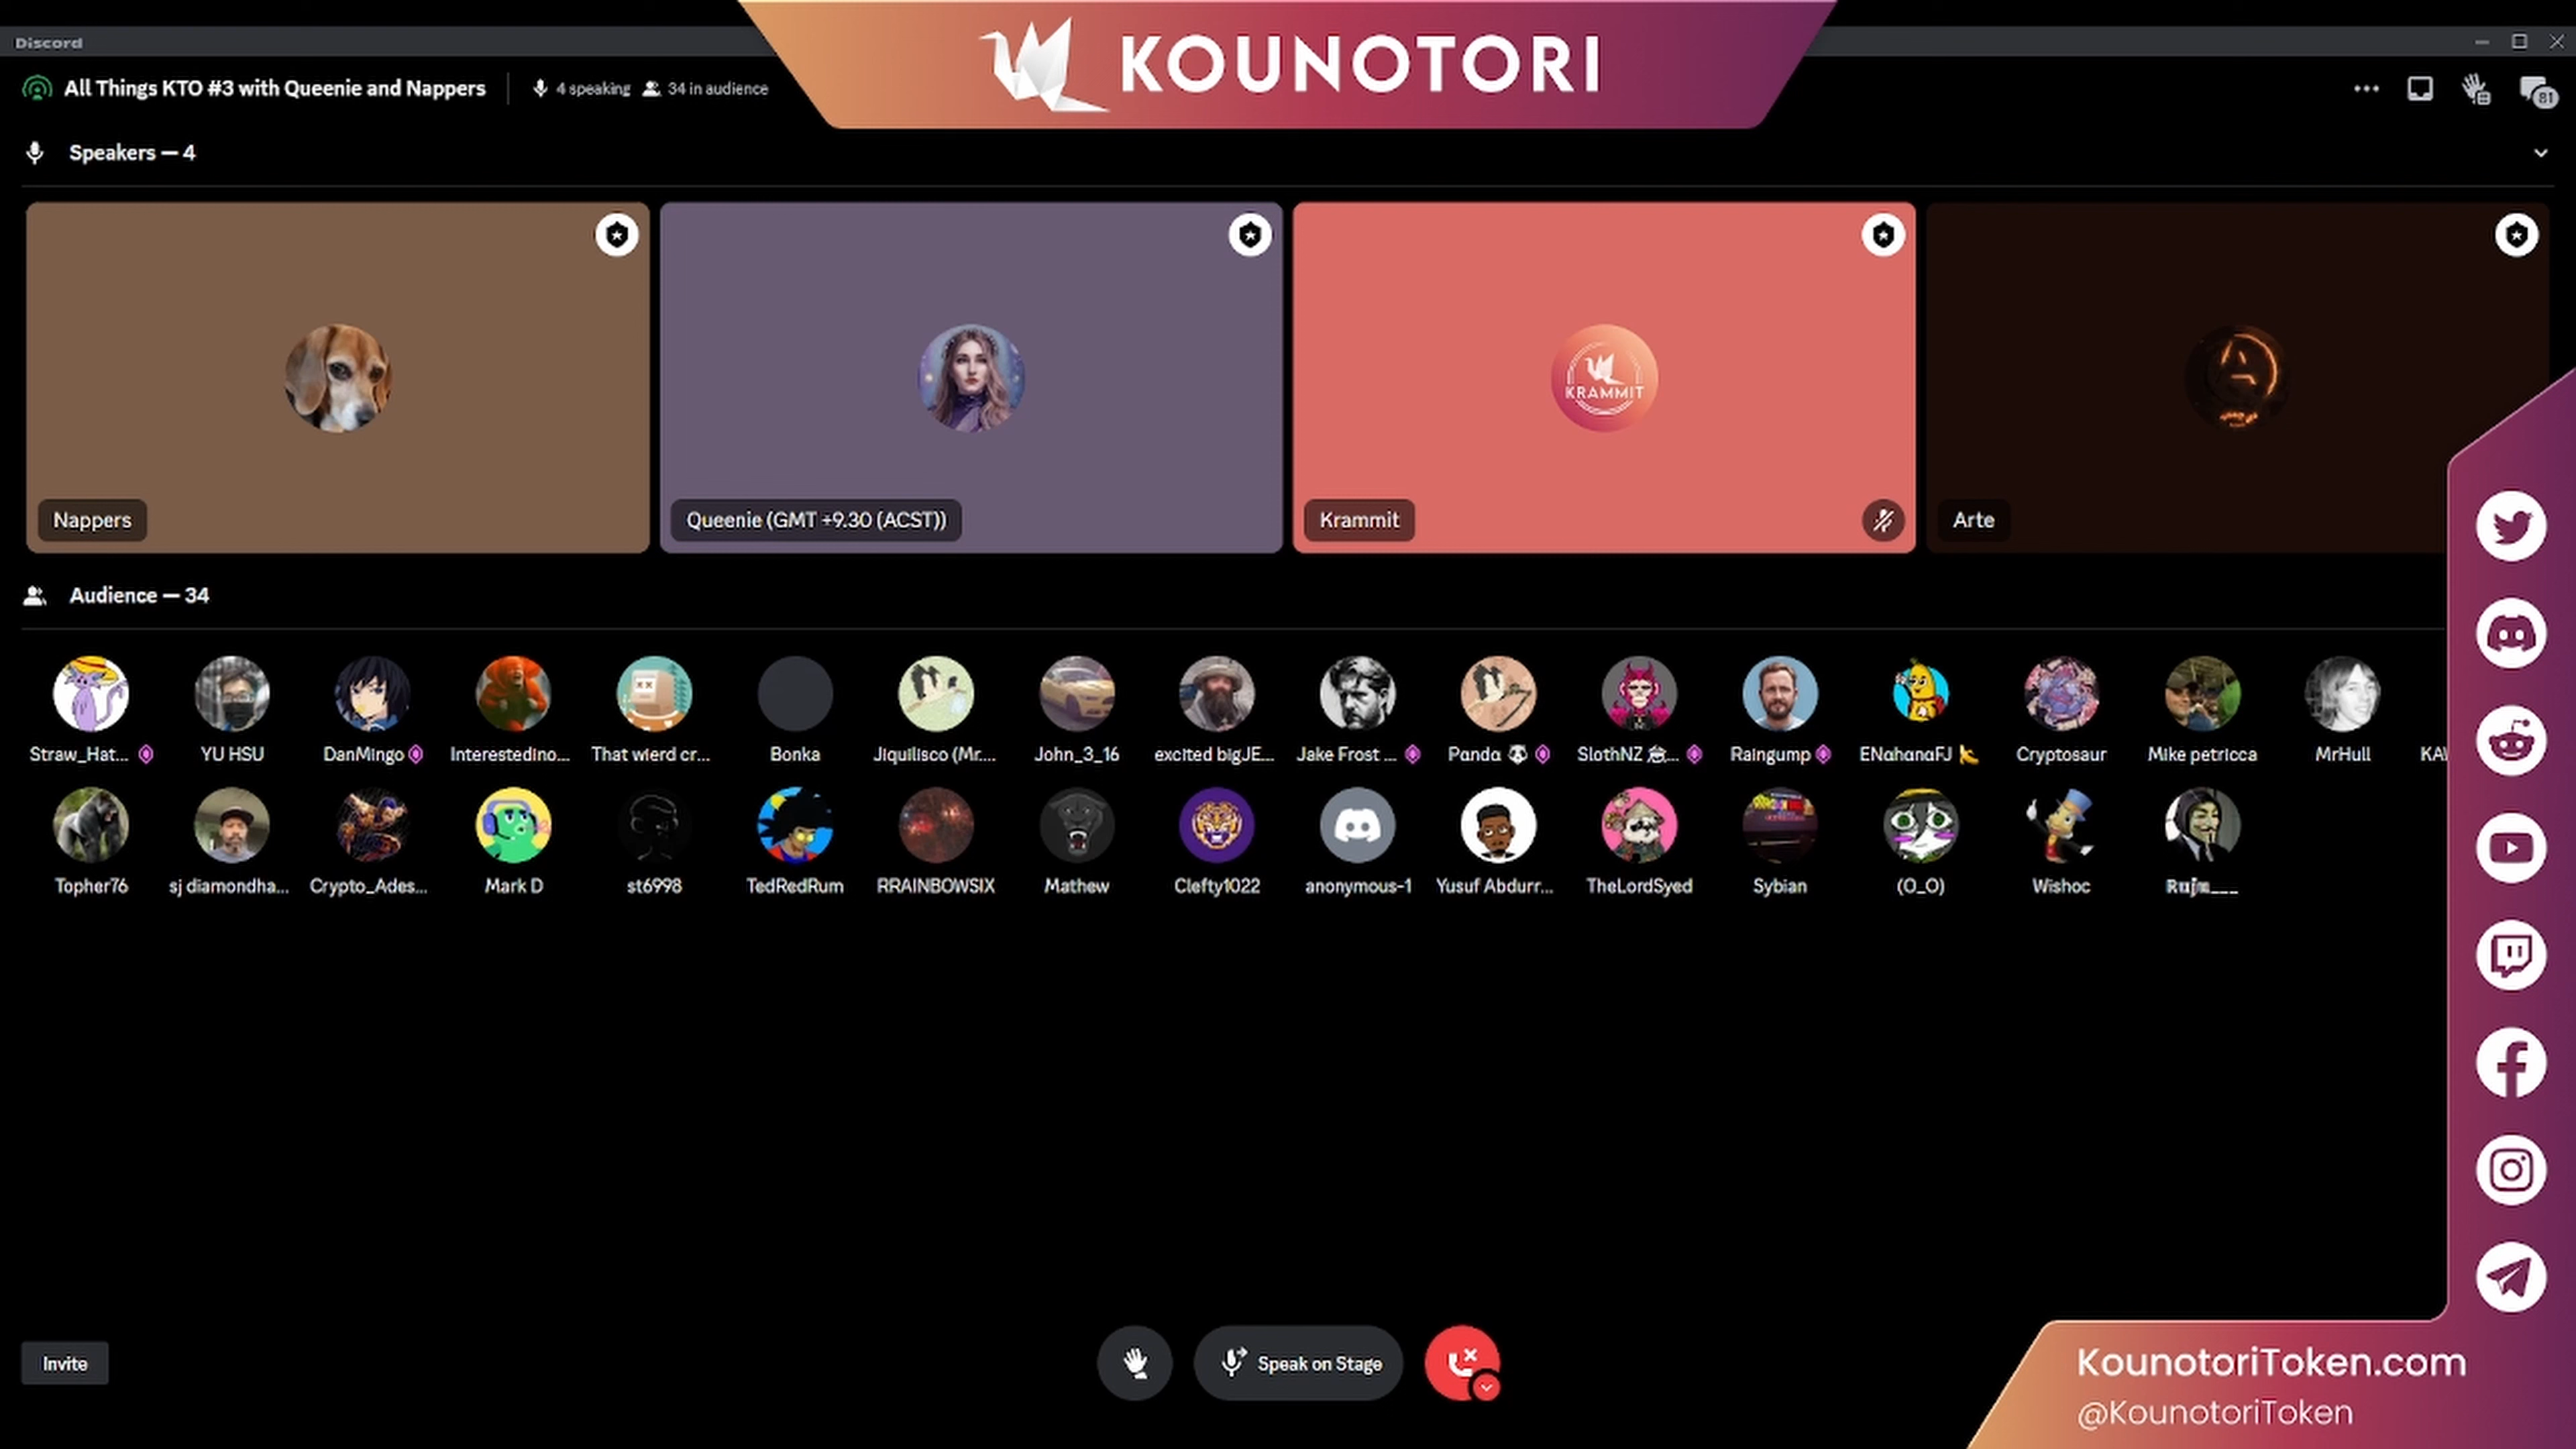 Discord
KOUNOTORI
All Things KTO #3 with Queenie and Nappers
4 speaking
34 in audience
81
Speakers — 4
KRAMMIT
Nappers
Queenie (GMT +9.30 (ACST))
Krammit
Arte
Audience — 34
Straw_Hat...
YU HSU
DanMingo
Interestedino...
That wierd cr...
Bonka
Jiquilisco (Mr....
John_3_16
excited bigJE...
Jake Frost ...
Panda 🐼
SlothNZ
Raingump
ENahanaFJ 🍌
Cryptosaur
Mike petricca
MrHull
Topher76
sj diamondha...
Crypto_Ades...
Mark D
st6998
TedRedRum
RRAINBOWSIX
Mathew
Clefty1022
anonymous-1
Yusuf Abdurr...
TheLordSyed
Sybian
(O_O)
Wishoc
Invite
Speak on Stage
KounotoriToken.com
@KounotoriToken